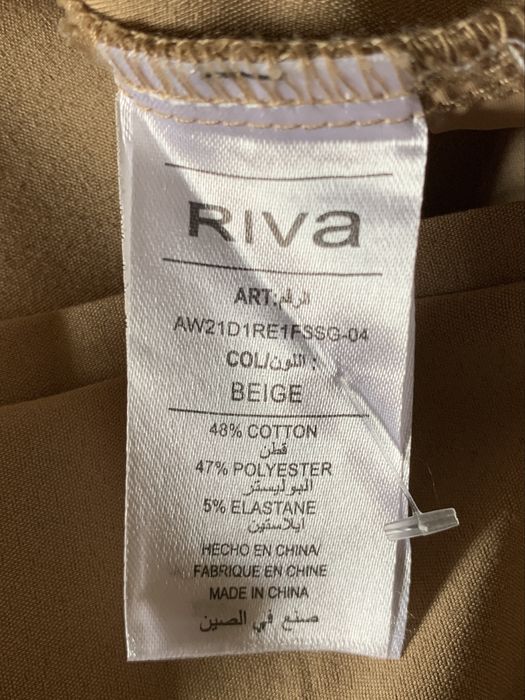 RIVa
ART: الرقم
AW21D1RE1FSSG-04
COL/اللون :
BEIGE
48% COTTON
قطن
47% POLYESTER
البوليستر
5% ELASTANE
ايلاستين
HECHO EN CHINA/
FABRIQUE EN CHINE
MADE IN CHINA
صنع في الصين